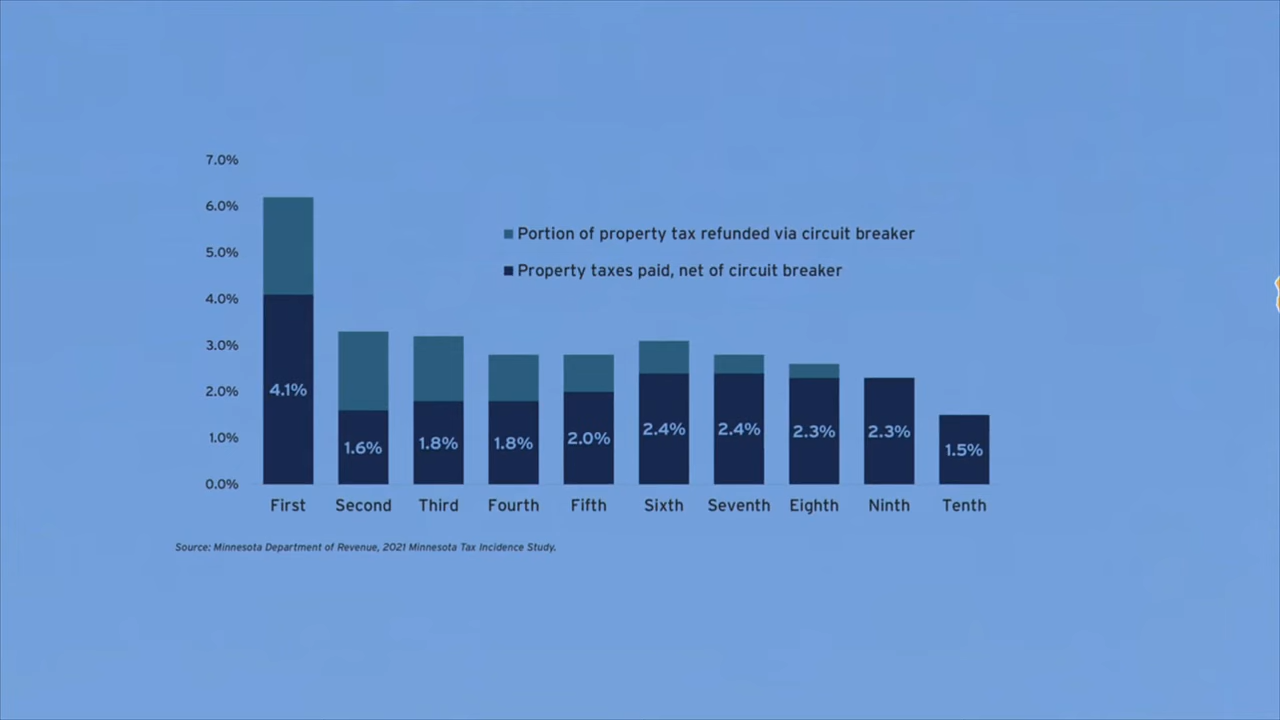 7.0%
6.0%
5.0%
4.0%
3.0%
2.0%
1.0%
0.0%
Portion of property tax refunded via circuit breaker
Property taxes paid, net of circuit breaker
4.1%
1.6%
1.8%
1.8%
2.0%
2.4%
2.4%
2.3%
2.3%
1.5%
First
Second
Third
Fourth
Fifth
Sixth
Seventh
Eighth
Ninth
Tenth
Source: Minnesota Department of Revenue, 2021 Minnesota Tax Incidence Study.